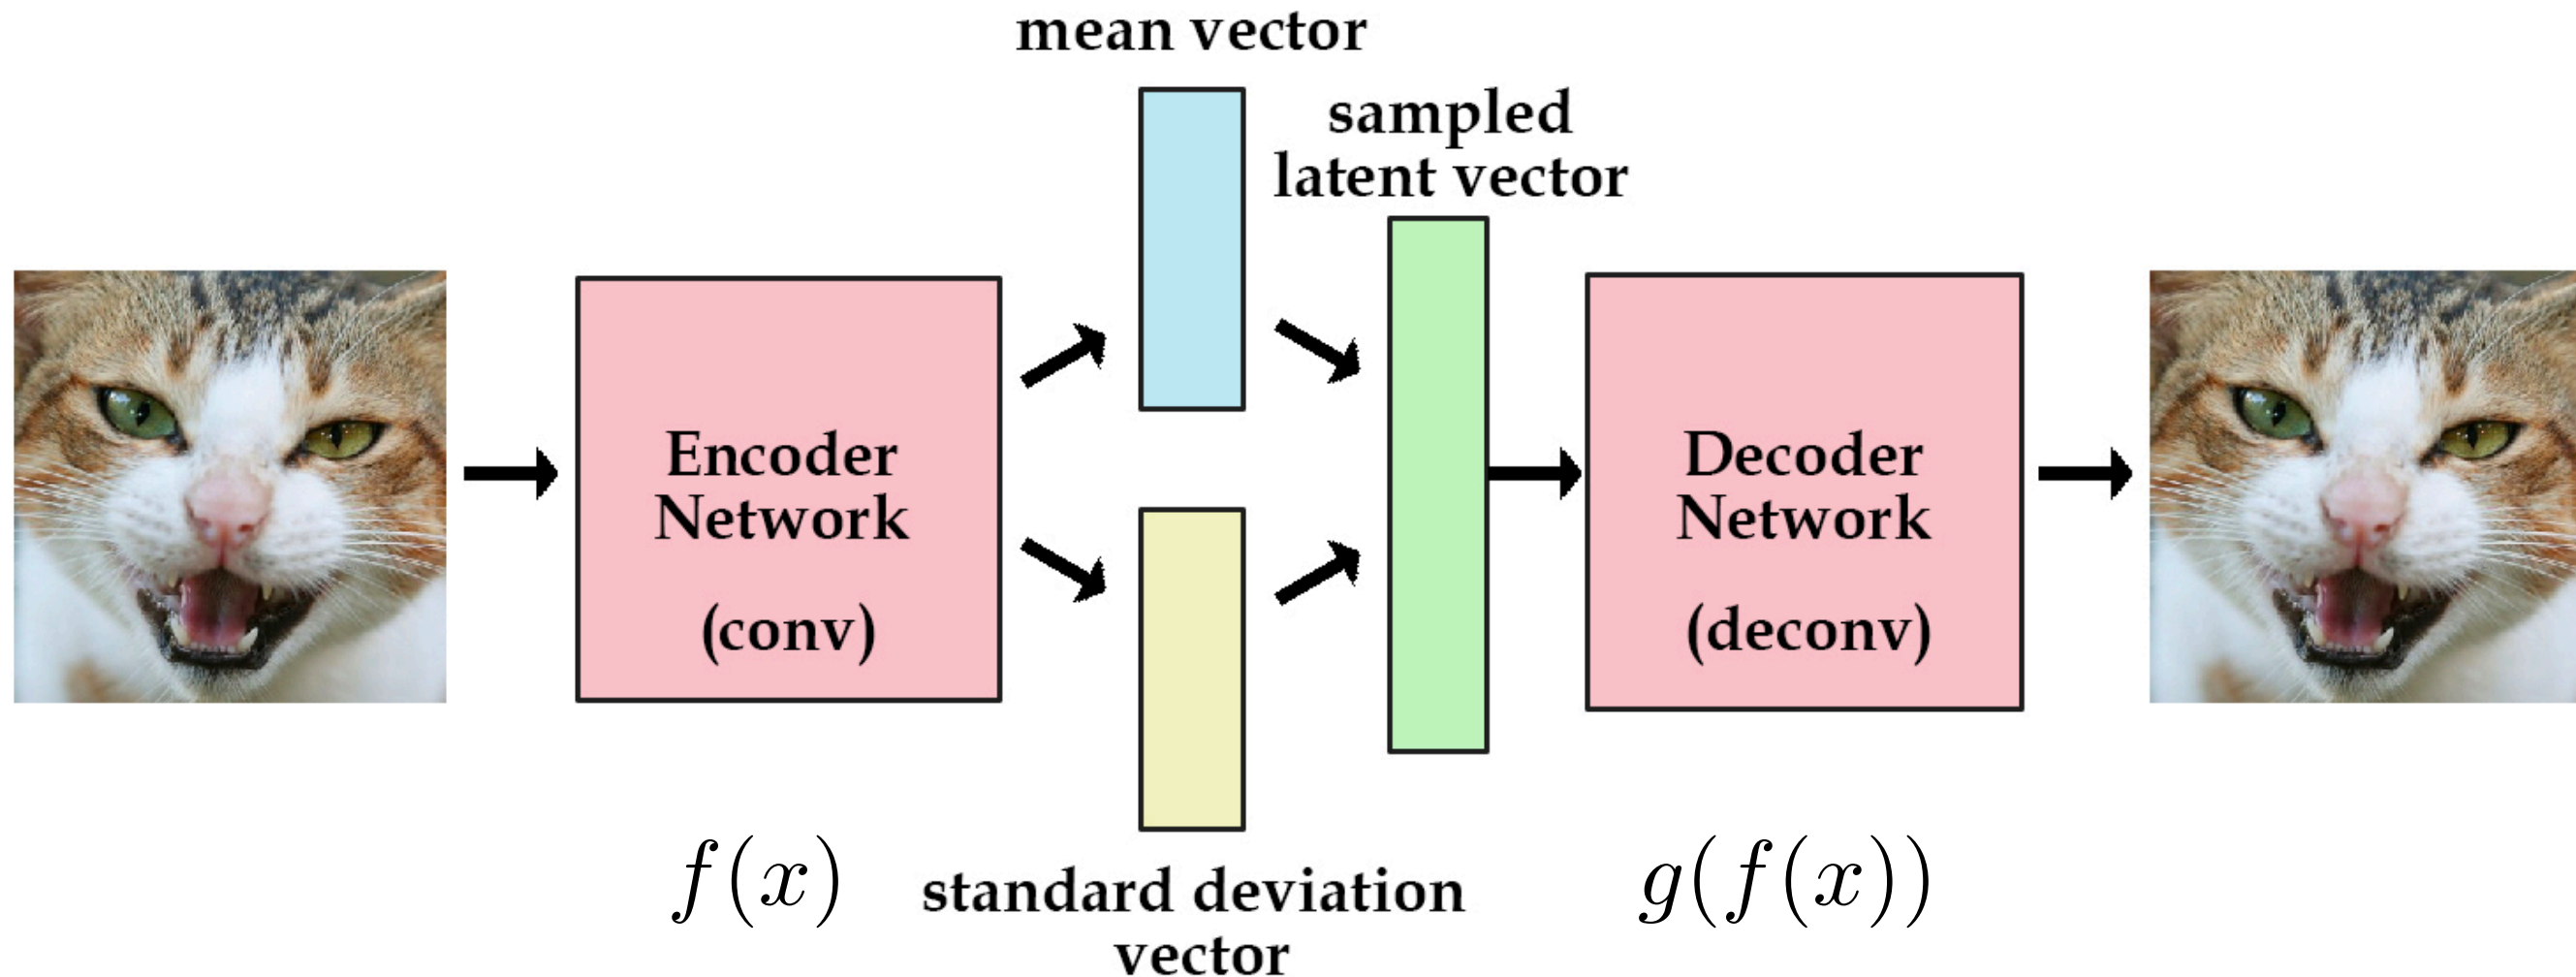 mean vector
sampled
latent vector
Encoder
Network
(conv)
Decoder
Network
(deconv)
f(x)
standard deviation
vector
g(f(x))